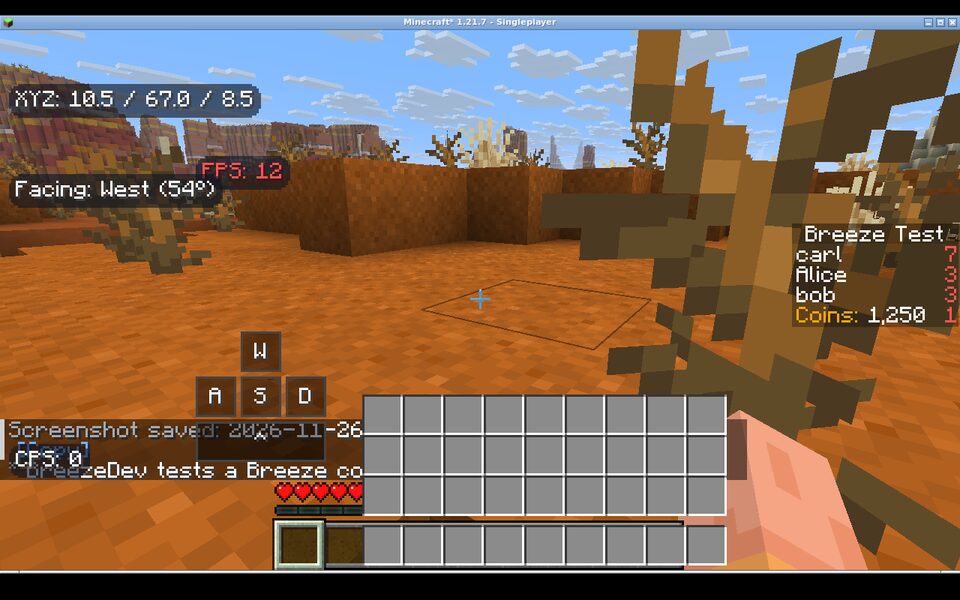 Minecraft* 1.21.7 - Singleplayer
XYZ: 10.5 / 67.0 / 8.5
FPS: 12
Facing: West (54º)
Breeze Test
carl 7
Alice 3
bob 3
Coins: 1,250 1
W
A S D
Screenshot saved: 2026-11-26
CPS: 0
BreezeDev tests a Breeze co